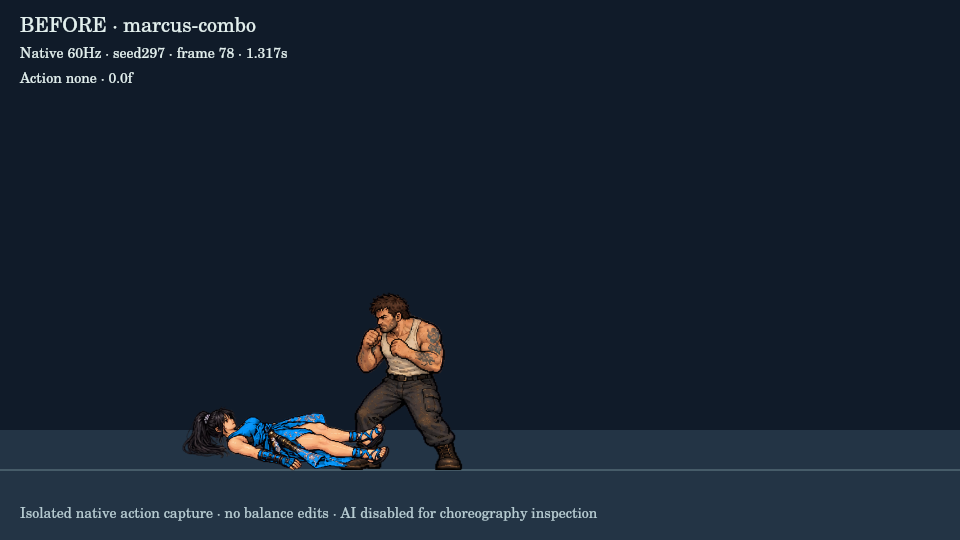 BEFORE · marcus-combo
Native 60Hz · seed297 · frame 78 · 1.317s
Action none · 0.0f
Isolated native action capture · no balance edits · AI disabled for choreography inspection